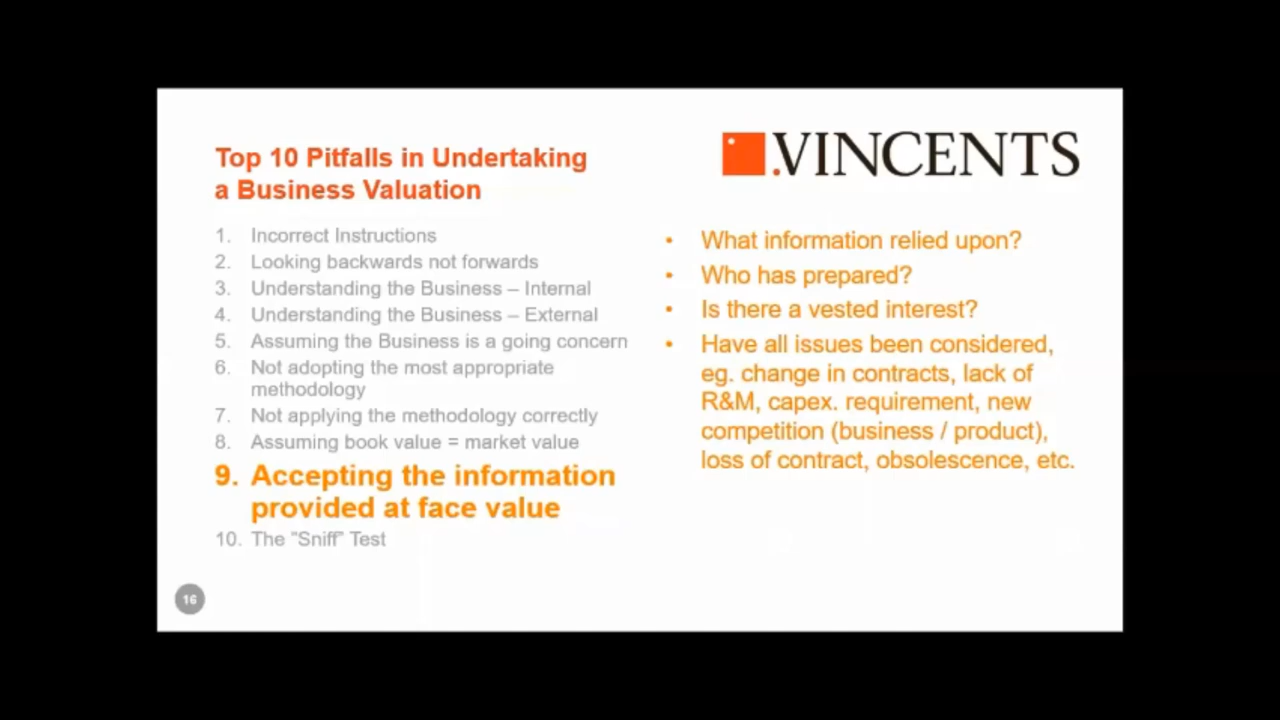 Top 10 Pitfalls in Undertaking
a Business Valuation
.VINCENTS
1. Incorrect Instructions
2. Looking backwards not forwards
3. Understanding the Business – Internal
4. Understanding the Business – External
5. Assuming the Business is a going concern
6. Not adopting the most appropriate
methodology
7. Not applying the methodology correctly
8. Assuming book value = market value
9. Accepting the information
provided at face value
10. The "Sniff" Test
• What information relied upon?
• Who has prepared?
• Is there a vested interest?
• Have all issues been considered,
eg. change in contracts, lack of
R&M, capex. requirement, new
competition (business / product),
loss of contract, obsolescence, etc.
16